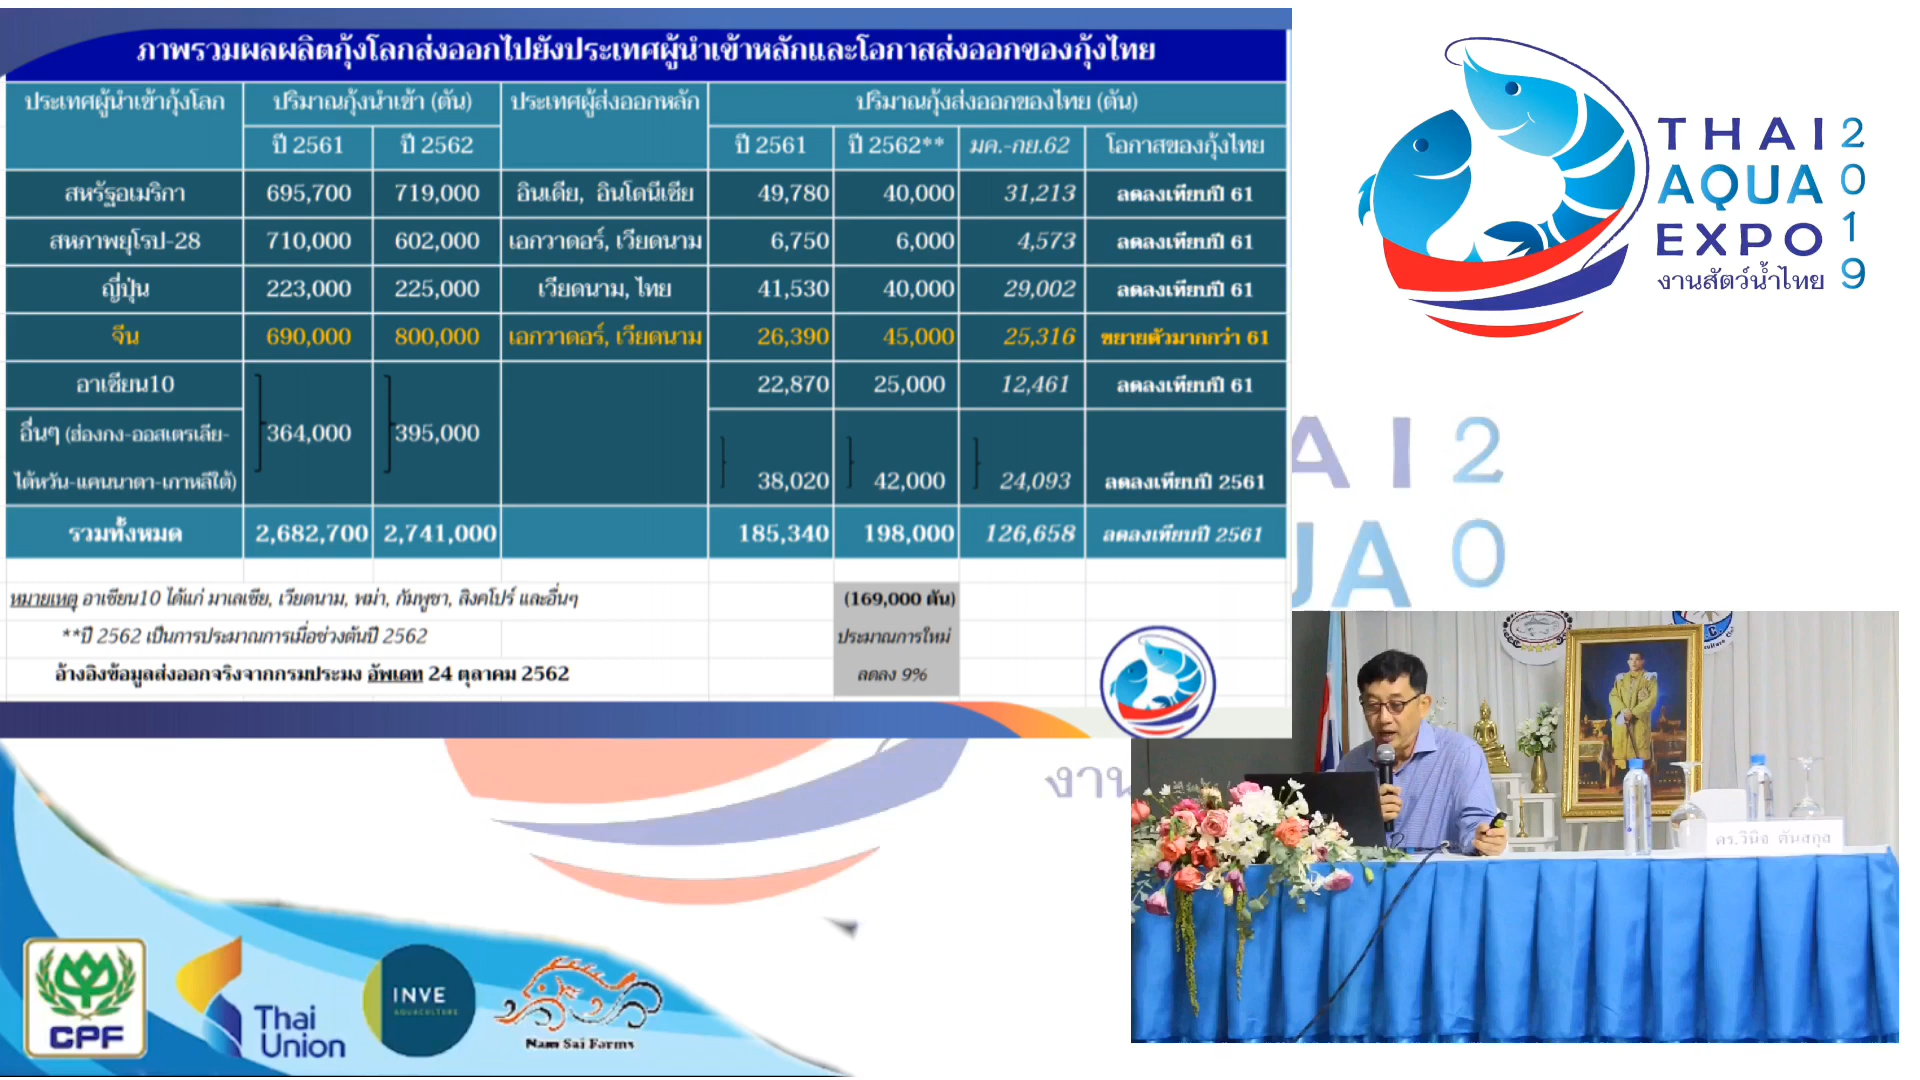 ภาพรวมผลผลิตกุ้งโลกส่งออกไปยังประเทศผู้นำเข้าหลักและโอกาสส่งออกของกุ้งไทย
ประเทศผู้นำเข้ากุ้งโลก ปริมาณกุ้งนำเข้า (ตัน) ประเทศผู้ส่งออกหลัก ปริมาณกุ้งส่งออกของไทย (ตัน)
ปี 2561 ปี 2562 ปี 2561 ปี 2562** มค.-กย.62 โอกาสของกุ้งไทย
สหรัฐอเมริกา 695,700 719,000 อินเดีย, อินโดนีเซีย 49,780 40,000 31,213 ลดลงเทียบปี 61
สหภาพยุโรป-28 710,000 602,000 เอกวาดอร์, เวียดนาม 6,750 6,000 4,573 ลดลงเทียบปี 61
ญี่ปุ่น 223,000 225,000 เวียดนาม, ไทย 41,530 40,000 29,002 ลดลงเทียบปี 61
จีน 690,000 800,000 เอกวาดอร์, เวียดนาม 26,390 45,000 25,316 ขยายตัวมากกว่า 61
อาเซียน10 22,870 25,000 12,461 ลดลงเทียบปี 61
อื่นๆ (ฮ่องกง-ออสเตรเลีย- 364,000 395,000
ไต้หวัน-แคนนาดา-เกาหลีใต้) 38,020 42,000 24,093 ลดลงเทียบปี 2561
รวมทั้งหมด 2,682,700 2,741,000 185,340 198,000 126,658 ลดลงเทียบปี 2561
หมายเหตุ อาเซียน10 ได้แก่ มาเลเซีย, เวียดนาม, พม่า, กัมพูชา, สิงคโปร์ และอื่นๆ (169,000 ตัน)
**ปี 2562 เป็นการประมาณการเมื่อช่วงต้นปี 2562 ประมาณการใหม่
อ้างอิงข้อมูลส่งออกจริงจากกรมประมง อัพเดท 24 ตุลาคม 2562 ลดลง 9%
THAI
AQUA
EXPO
2019
งานสัตว์น้ำไทย
AI 2
UA 0
งาน
ดร.วินิจ ตันสกุล
CPF
Thai
Union
INVE
AQUACULTURE
Nam Sai Farms